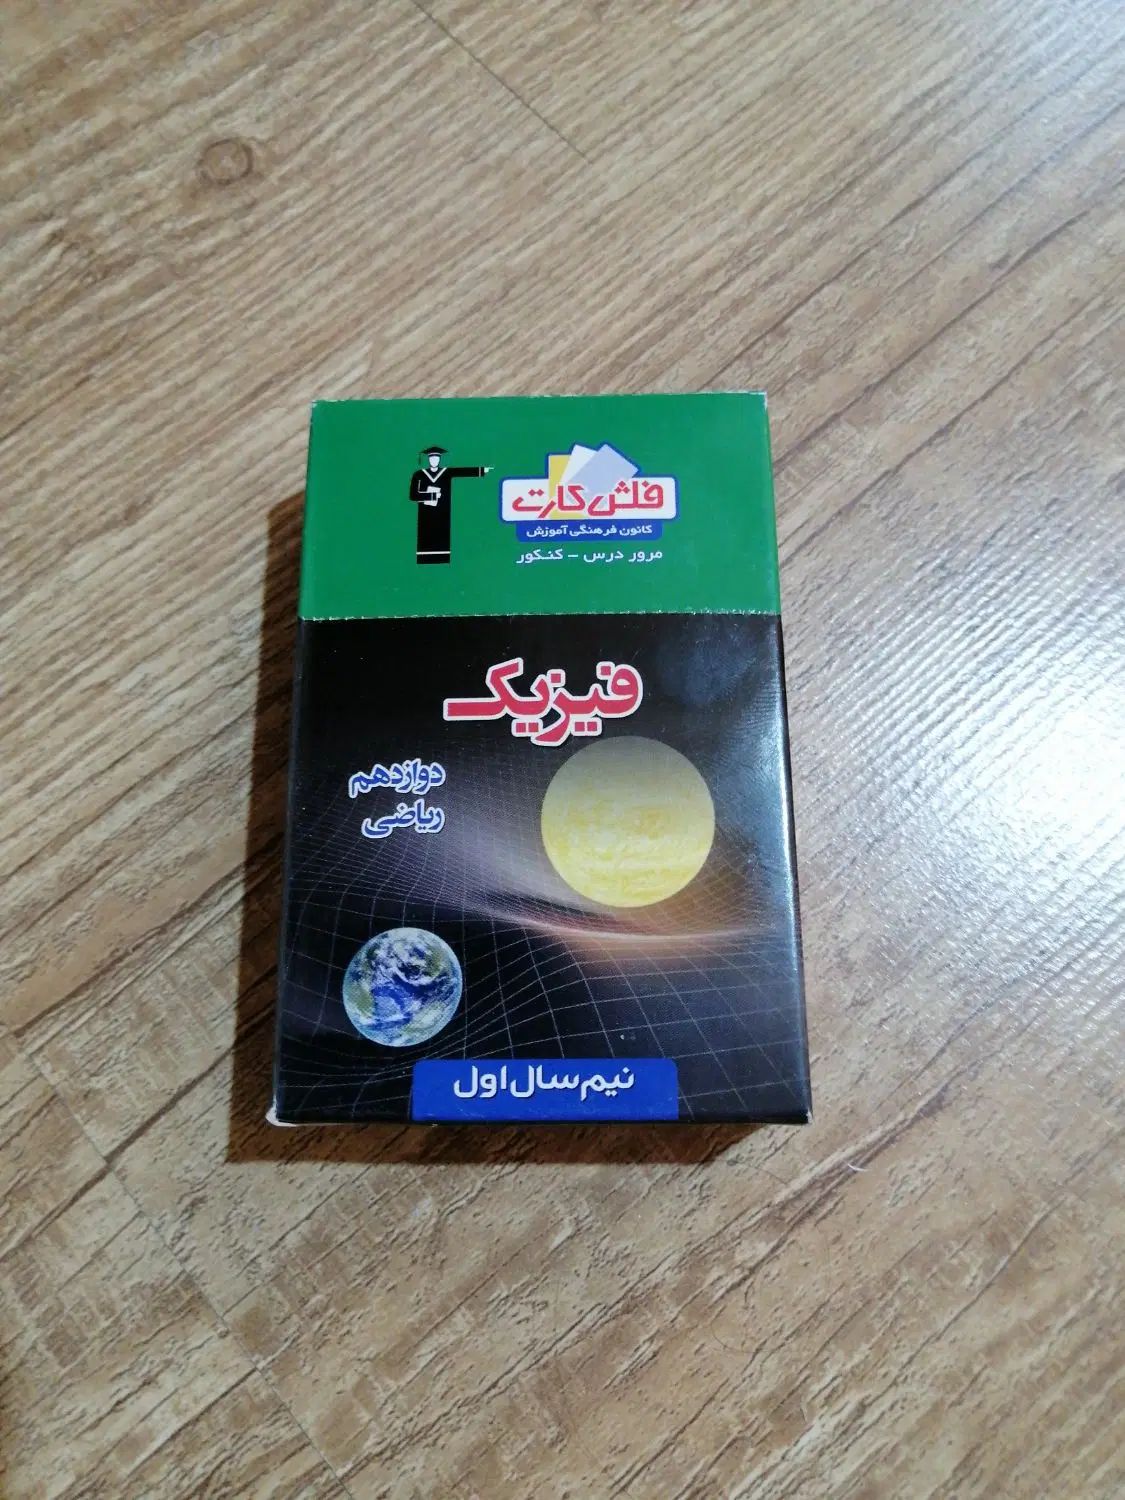 فلش کارت
کانون فرهنگی آموزش
مرور درس - کنکور
فیزیک
دوازدهم
ریاضی
نیم سال اول